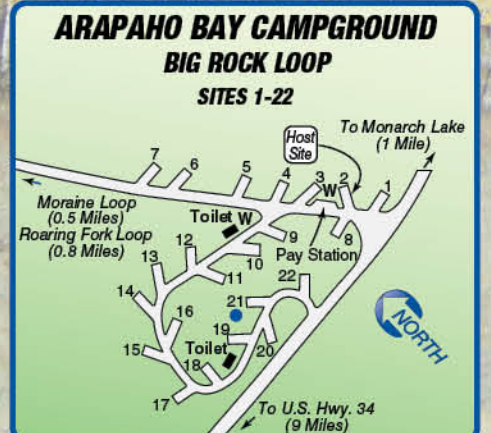 ARAPAHO BAY CAMPGROUND
BIG ROCK LOOP
SITES 1-22
To Monarch Lake
(1 Mile)
Host
Site
7
6
5
4
3
W
2
1
Moraine Loop
(0.5 Miles)
Roaring Fork Loop
(0.8 Miles)
Toilet W
9
8
Pay Station
12
10
13
11
22
14
21
16
19
20
15
Toilet
18
17
NORTH
To U.S. Hwy. 34
(9 Miles)